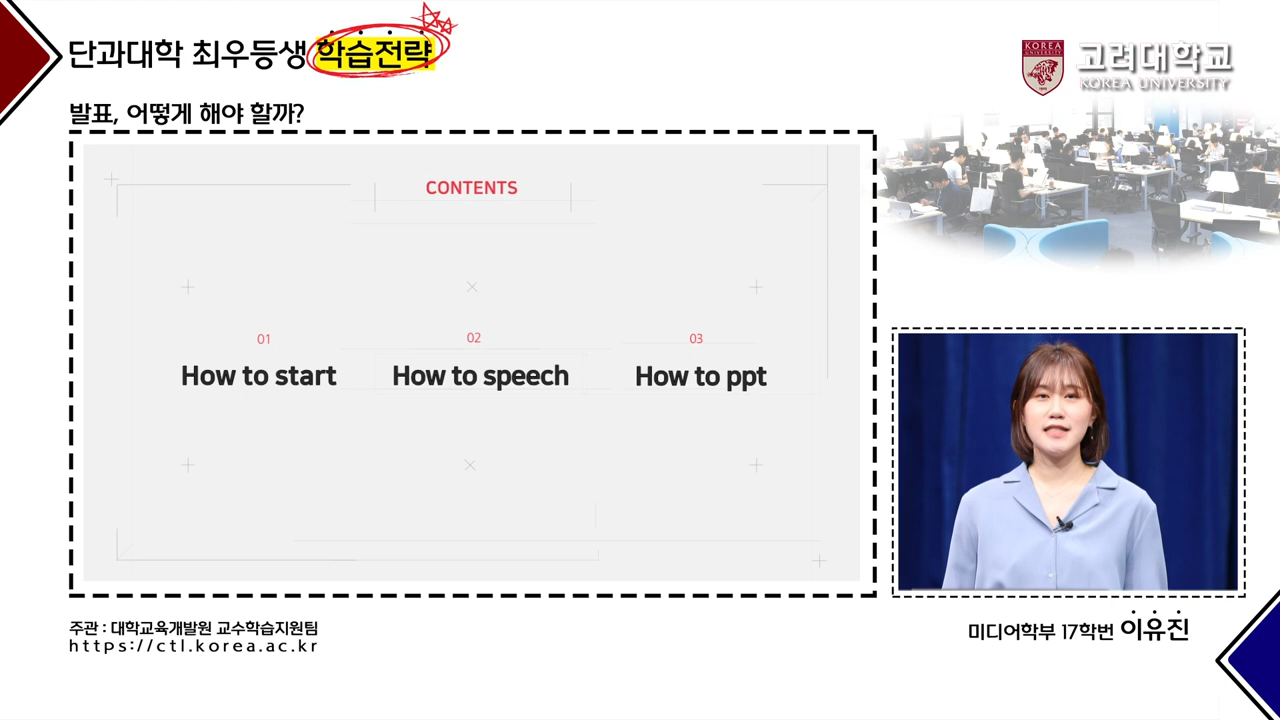 단과대학 최우등생 학습전략
KOREA
UNIVERSITY
고려대학교
KOREA UNIVERSITY
발표, 어떻게 해야 할까?
CONTENTS
01
How to start
02
How to speech
03
How to ppt
주관 : 대학교육개발원 교수학습지원팀
https://ctl.korea.ac.kr
미디어학부 17학번 이유진